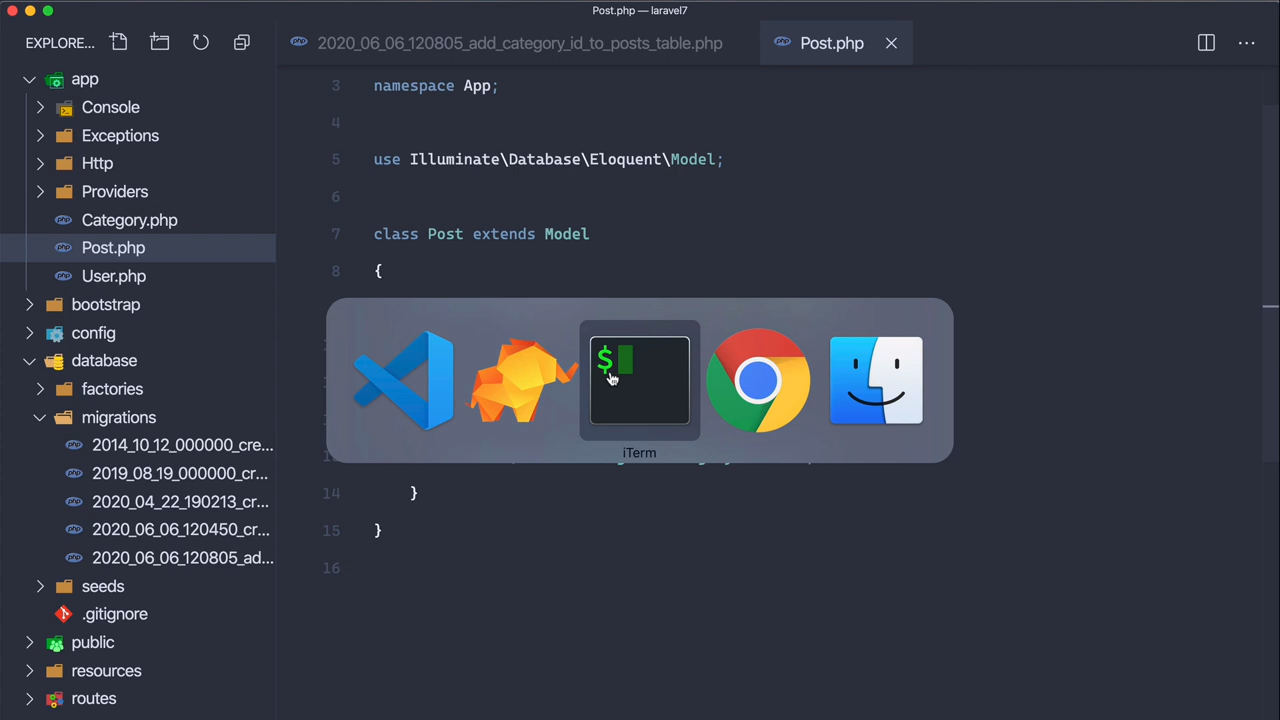 Post.php — laravel7
EXPLORE...
2020_06_06_120805_add_category_id_to_posts_table.php
Post.php
app
Console
Exceptions
Http
Providers
Category.php
Post.php
User.php
bootstrap
config
database
factories
migrations
2014_10_12_000000_cre...
2019_08_19_000000_cr...
2020_04_22_190213_cr...
2020_06_06_120450_cr...
2020_06_06_120805_ad...
seeds
.gitignore
public
resources
routes
3 namespace App;
4
5 use Illuminate\Database\Eloquent\Model;
6
7 class Post extends Model
8 {
$
iTerm
14 }
15 }
16